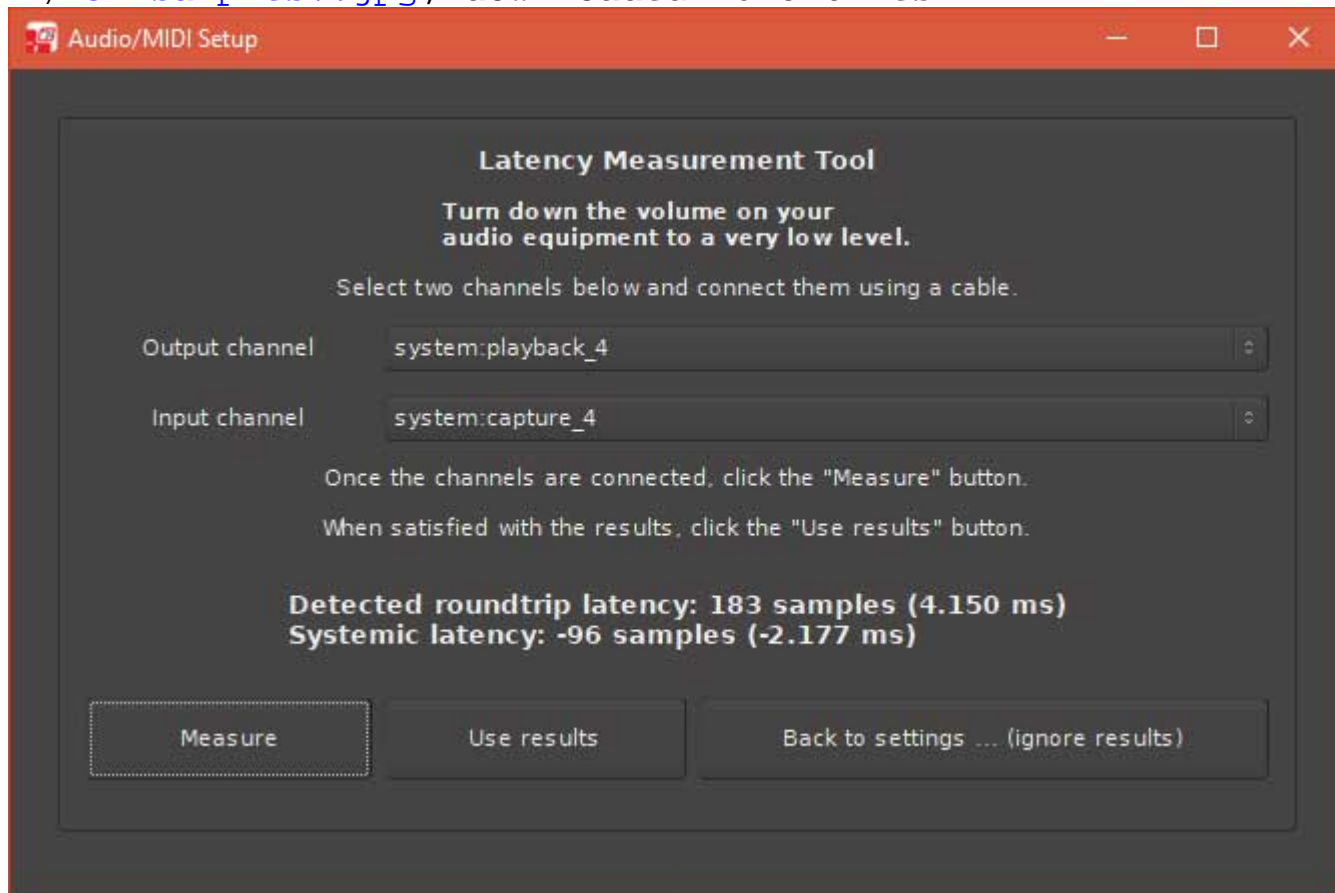 Audio/MIDI Setup
Latency Measurement Tool
Turn down the volume on your
audio equipment to a very low level.
Select two channels below and connect them using a cable.
Output channel system:playback_4
Input channel system:capture_4
Once the channels are connected, click the "Measure" button.
When satisfied with the results, click the "Use results" button.
Detected roundtrip latency: 183 samples (4.150 ms)
Systemic latency: -96 samples (-2.177 ms)
Measure Use results Back to settings ... (ignore results)